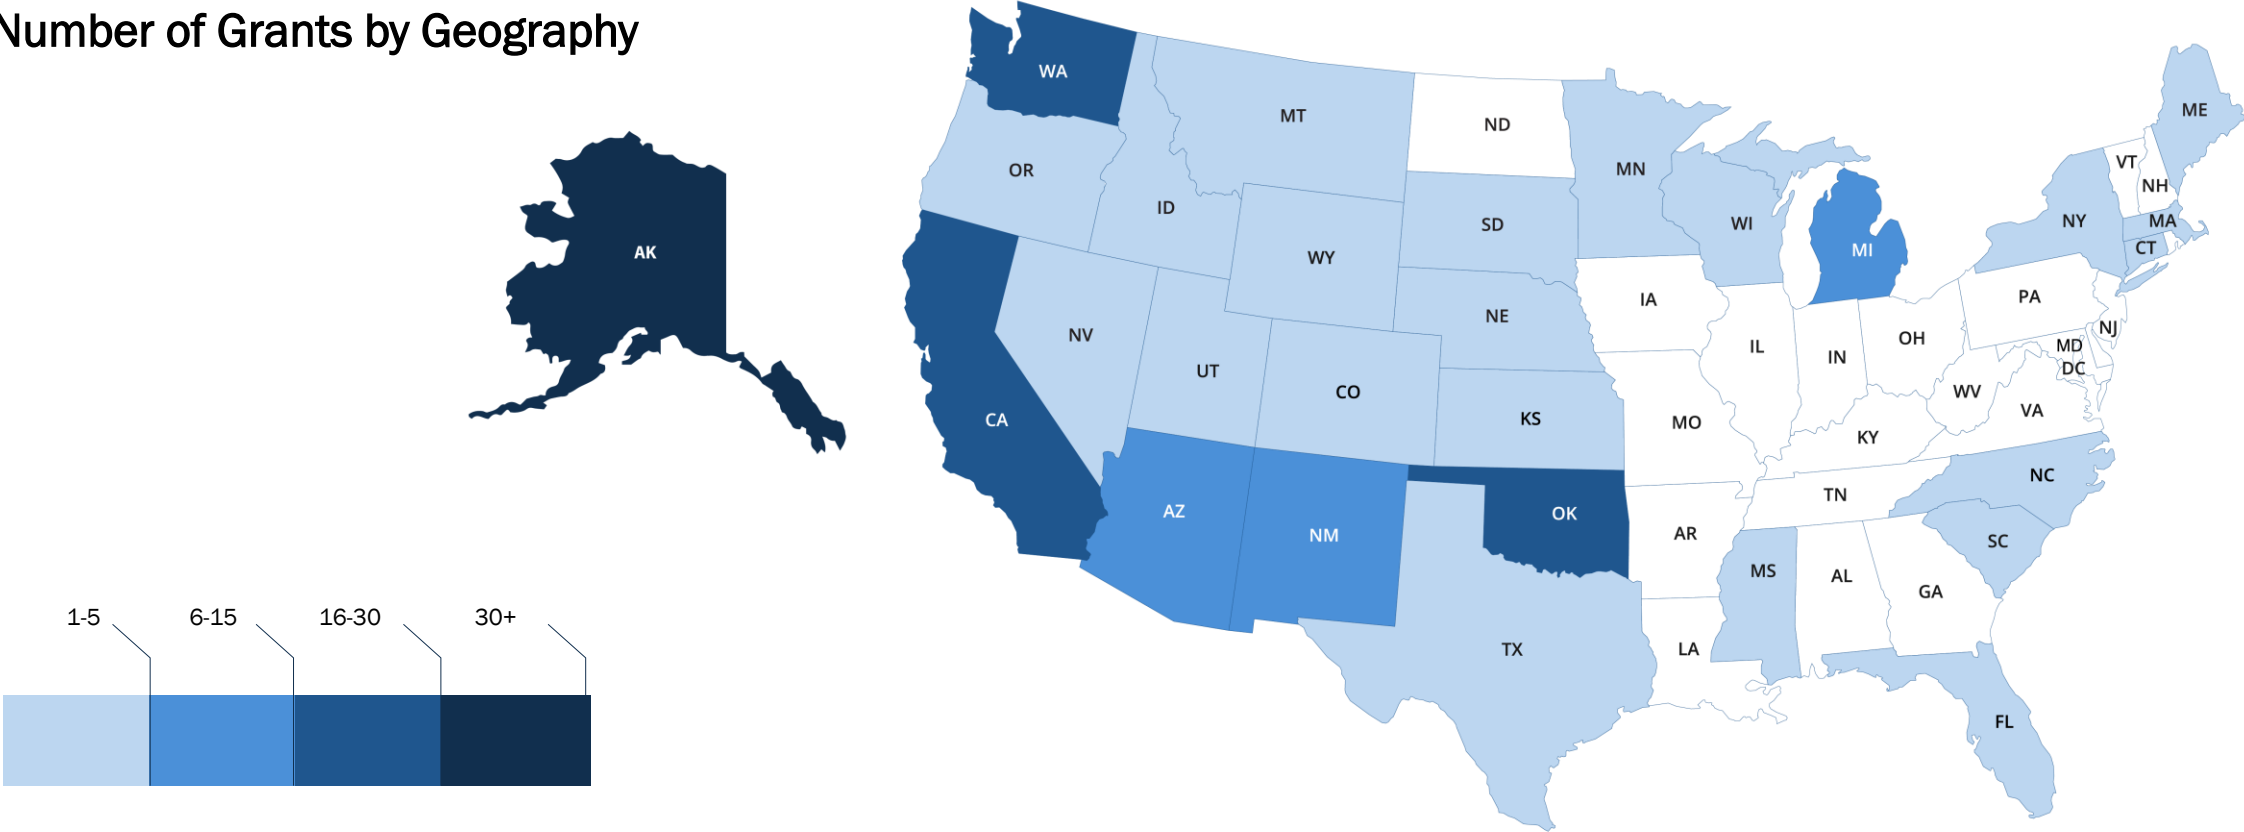 Number of Grants by Geography
WA
MT
ND
MN
ME
OR
ID
SD
WI
VT
NH
NY
MA
CT
AK
WY
MI
IA
NE
PA
NV
UT
CO
IL
IN
OH
NJ
MD
DC
WV
VA
CA
KS
MO
KY
NC
AZ
NM
OK
AR
TN
SC
MS
AL
GA
TX
LA
FL
1-5
6-15
16-30
30+